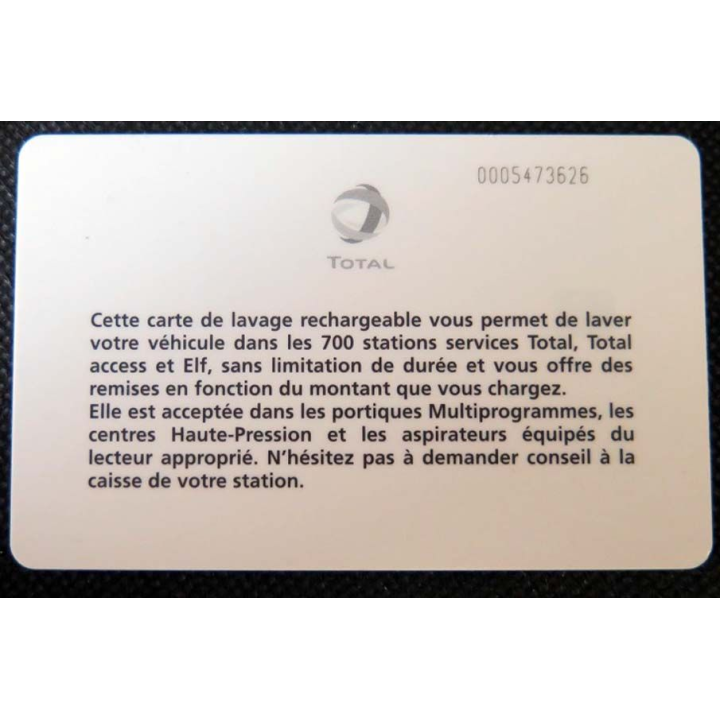 0005473626
TOTAL
Cette carte de lavage rechargeable vous permet de laver
votre véhicule dans les 700 stations services Total, Total
access et Elf, sans limitation de durée et vous offre des
remises en fonction du montant que vous chargez.
Elle est acceptée dans les portiques Multiprogrammes, les
centres Haute-Pression et les aspirateurs équipés du
lecteur approprié. N'hésitez pas à demander conseil à la
caisse de votre station.